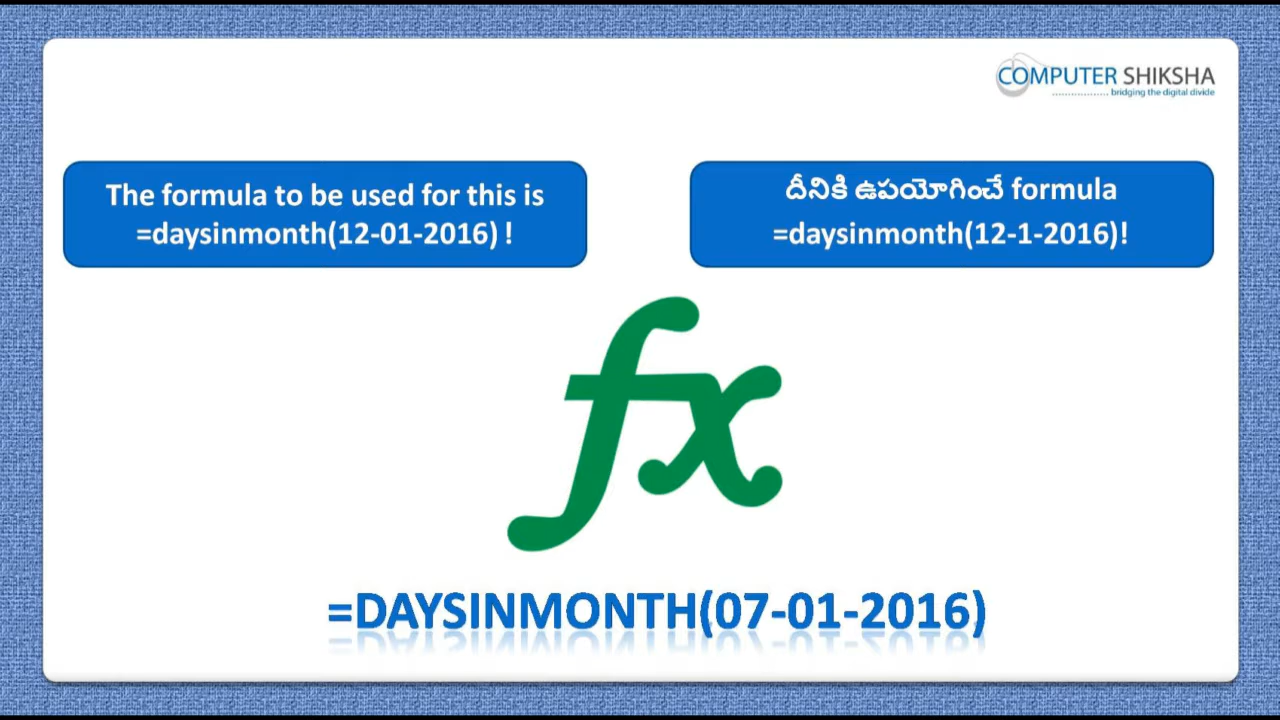 COMPUTER SHIKSHA
bridging the digital divide
The formula to be used for this is
=daysinmonth(12-01-2016) !
దీనికి ఉపయోగించే formula
=daysinmonth(12-1-2016)!
fx
=DAYSINMONTH(07-01-2016)